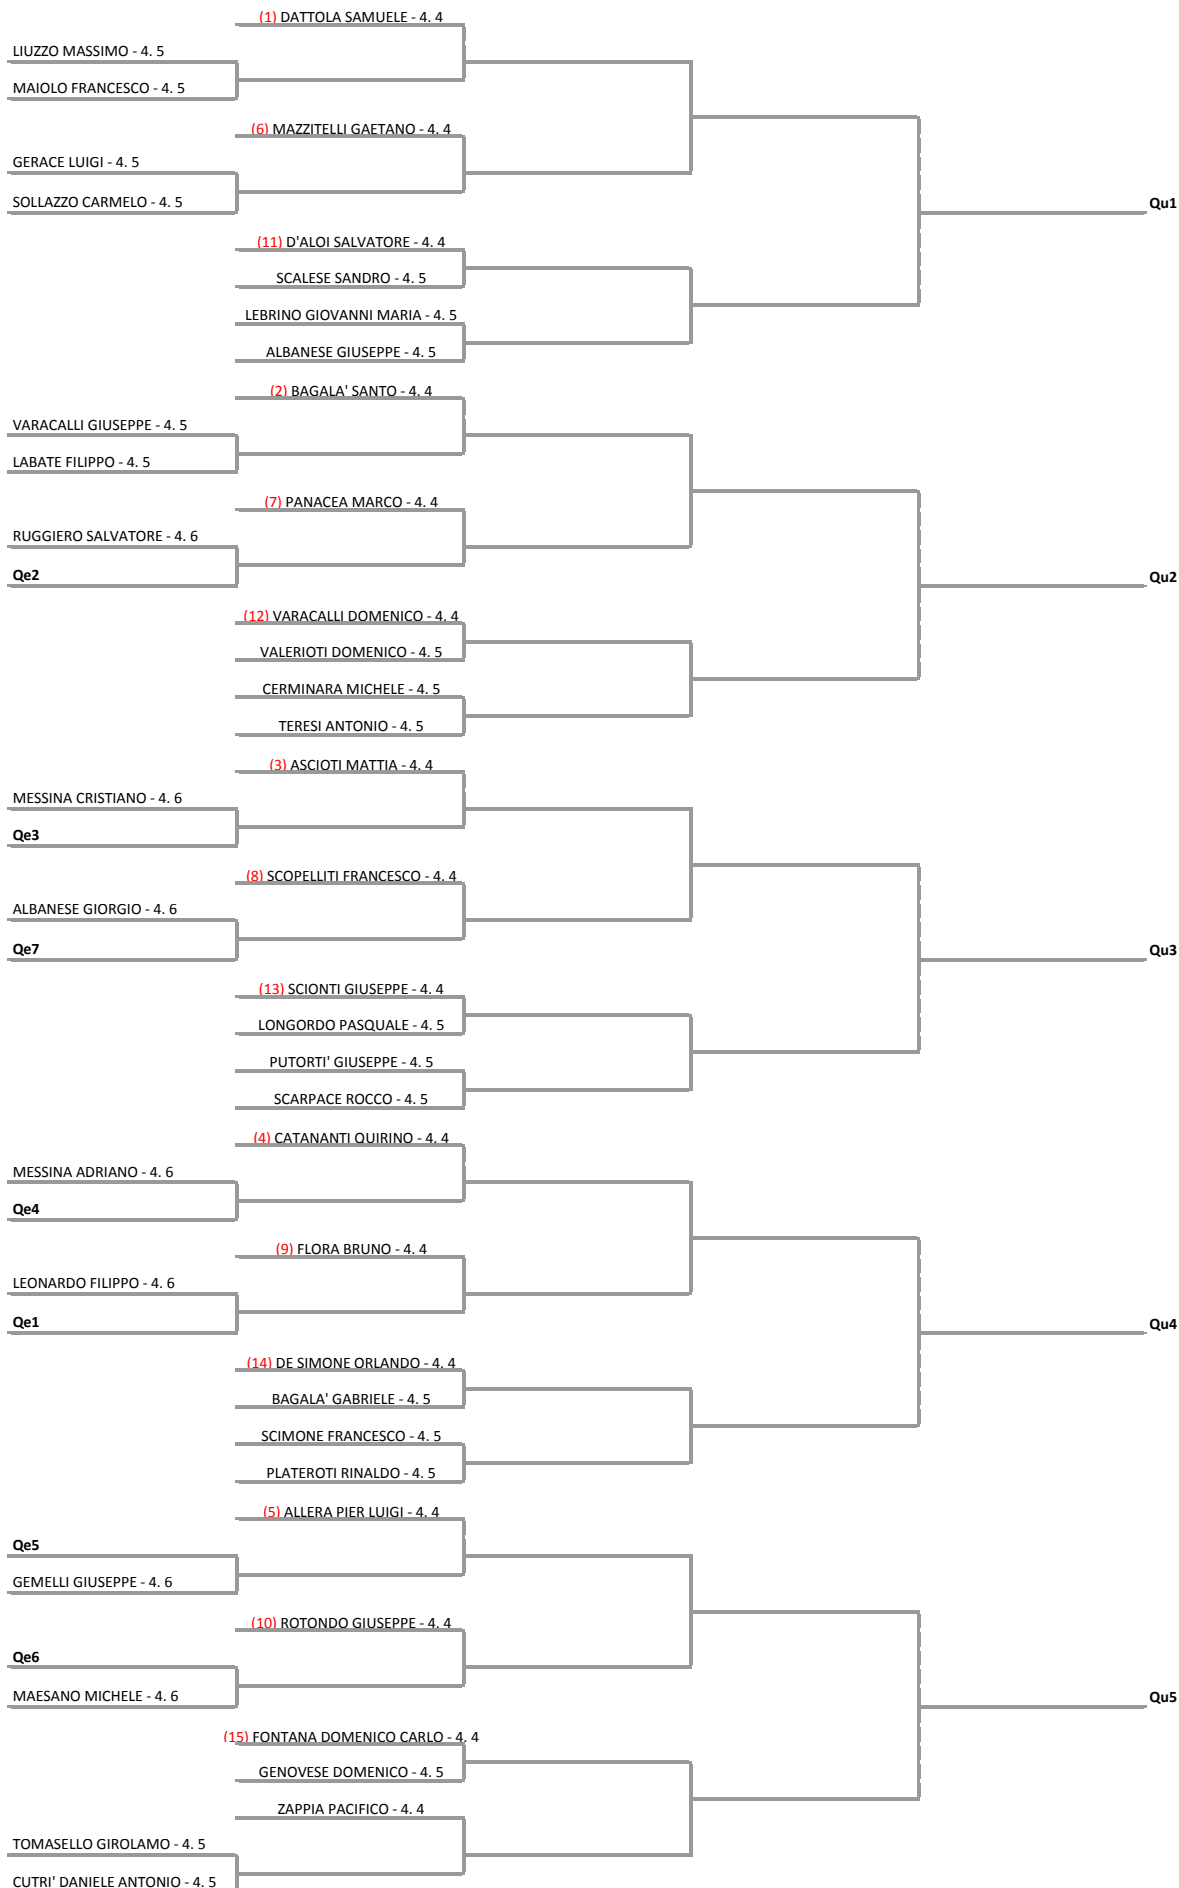 (1) DATTOLA SAMUELE - 4. 4
LIUZZO MASSIMO - 4. 5
MAIOLO FRANCESCO - 4. 5
(6) MAZZITELLI GAETANO - 4. 4
GERACE LUIGI - 4. 5
SOLLAZZO CARMELO - 4. 5
Qu1
(11) D'ALOI SALVATORE - 4. 4
SCALESE SANDRO - 4. 5
LEBRINO GIOVANNI MARIA - 4. 5
ALBANESE GIUSEPPE - 4. 5
(2) BAGALA' SANTO - 4. 4
VARACALLI GIUSEPPE - 4. 5
LABATE FILIPPO - 4. 5
(7) PANACEA MARCO - 4. 4
RUGGIERO SALVATORE - 4. 6
Qe2
Qu2
(12) VARACALLI DOMENICO - 4. 4
VALERIOTI DOMENICO - 4. 5
CERMINARA MICHELE - 4. 5
TERESI ANTONIO - 4. 5
(3) ASCIOTI MATTIA - 4. 4
MESSINA CRISTIANO - 4. 6
Qe3
(8) SCOPELLITI FRANCESCO - 4. 4
ALBANESE GIORGIO - 4. 6
Qe7
Qu3
(13) SCIONTI GIUSEPPE - 4. 4
LONGORDO PASQUALE - 4. 5
PUTORTI' GIUSEPPE - 4. 5
SCARPACE ROCCO - 4. 5
(4) CATANANTI QUIRINO - 4. 4
MESSINA ADRIANO - 4. 6
Qe4
(9) FLORA BRUNO - 4. 4
LEONARDO FILIPPO - 4. 6
Qe1
Qu4
(14) DE SIMONE ORLANDO - 4. 4
BAGALA' GABRIELE - 4. 5
SCIMONE FRANCESCO - 4. 5
PLATEROTI RINALDO - 4. 5
(5) ALLERA PIER LUIGI - 4. 4
Qe5
GEMELLI GIUSEPPE - 4. 6
(10) ROTONDO GIUSEPPE - 4. 4
Qe6
MAESANO MICHELE - 4. 6
Qu5
(15) FONTANA DOMENICO CARLO - 4. 4
GENOVESE DOMENICO - 4. 5
ZAPPIA PACIFICO - 4. 4
TOMASELLO GIROLAMO - 4. 5
CUTRI' DANIELE ANTONIO - 4. 5